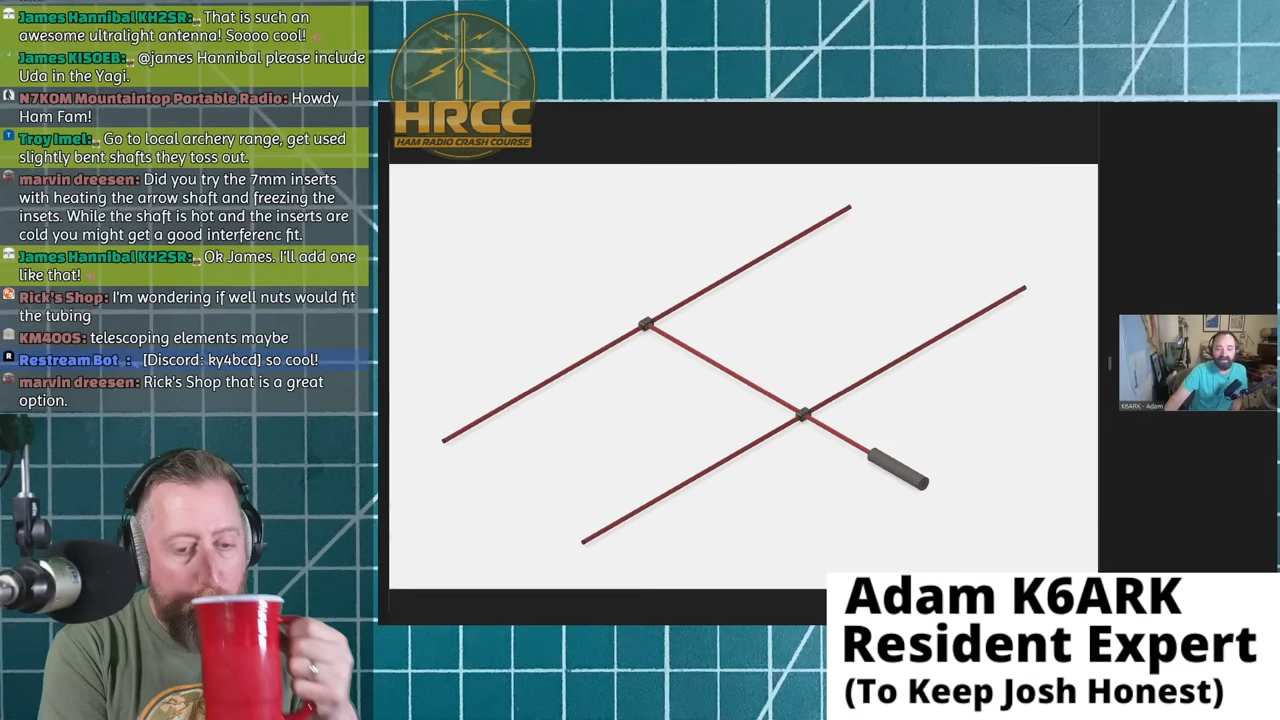 James Hannibal KH2SR: That is such an
awesome ultralight antenna! Soooo cool!
James KI5OEB: @james Hannibal please include
Uda in the Yagi.
N7KOM Mountaintop Portable Radio: Howdy
Ham Fam!
Troy Imel: Go to local archery range, get used
slightly bent shafts they toss out.
marvin dreesen: Did you try the 7mm inserts
with heating the arrow shaft and freezing the
insets. While the shaft is hot and the inserts are
cold you might get a good interferenc fit.
James Hannibal KH2SR: Ok James. I'll add one
like that!
Rick's Shop: I'm wondering if well nuts would fit
the tubing
KM4OOS: telescoping elements maybe
Restream Bot : [Discord: ky4bcd] so cool!
marvin dreesen: Rick's Shop that is a great
option.
HRCC
HAM RADIO CRASH COURSE
K6ARK - Adam
Adam K6ARK
Resident Expert
(To Keep Josh Honest)